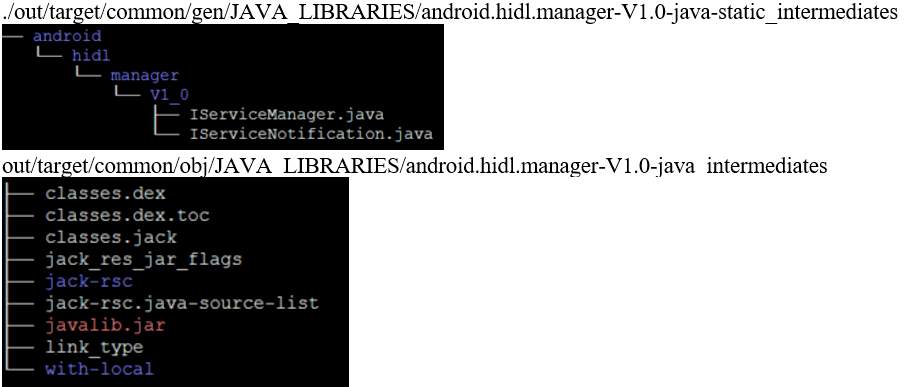 ./out/target/common/gen/JAVA_LIBRARIES/android.hidl.manager-V1.0-java-static_intermediates
android
hidl
manager
V1_0
IServiceManager.java
IServiceNotification.java
out/target/common/obj/JAVA_LIBRARIES/android.hidl.manager-V1.0-java_intermediates
classes.dex
classes.dex.toc
classes.jack
jack_res_jar_flags
jack-rsc
jack-rsc.java-source-list
javalib.jar
link_type
with-local